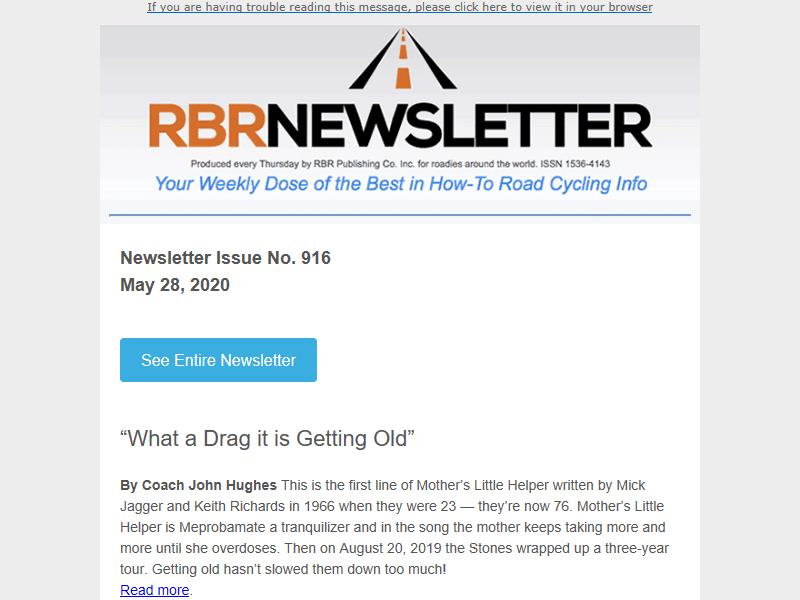 If you are having trouble reading this message, please click here to view it in your browser
RBRNEWSLETTER
Produced every Thursday by RBR Publishing Co. Inc. for roadies around the world. ISSN 1536-4143
Your Weekly Dose of the Best in How-To Road Cycling Info
Newsletter Issue No. 916
May 28, 2020
See Entire Newsletter
“What a Drag it is Getting Old”
By Coach John Hughes This is the first line of Mother’s Little Helper written by Mick
Jagger and Keith Richards in 1966 when they were 23 — they’re now 76. Mother’s Little
Helper is Meprobamate a tranquilizer and in the song the mother keeps taking more and
more until she overdoses. Then on August 20, 2019 the Stones wrapped up a three-year
tour. Getting old hasn’t slowed them down too much!
Read more.